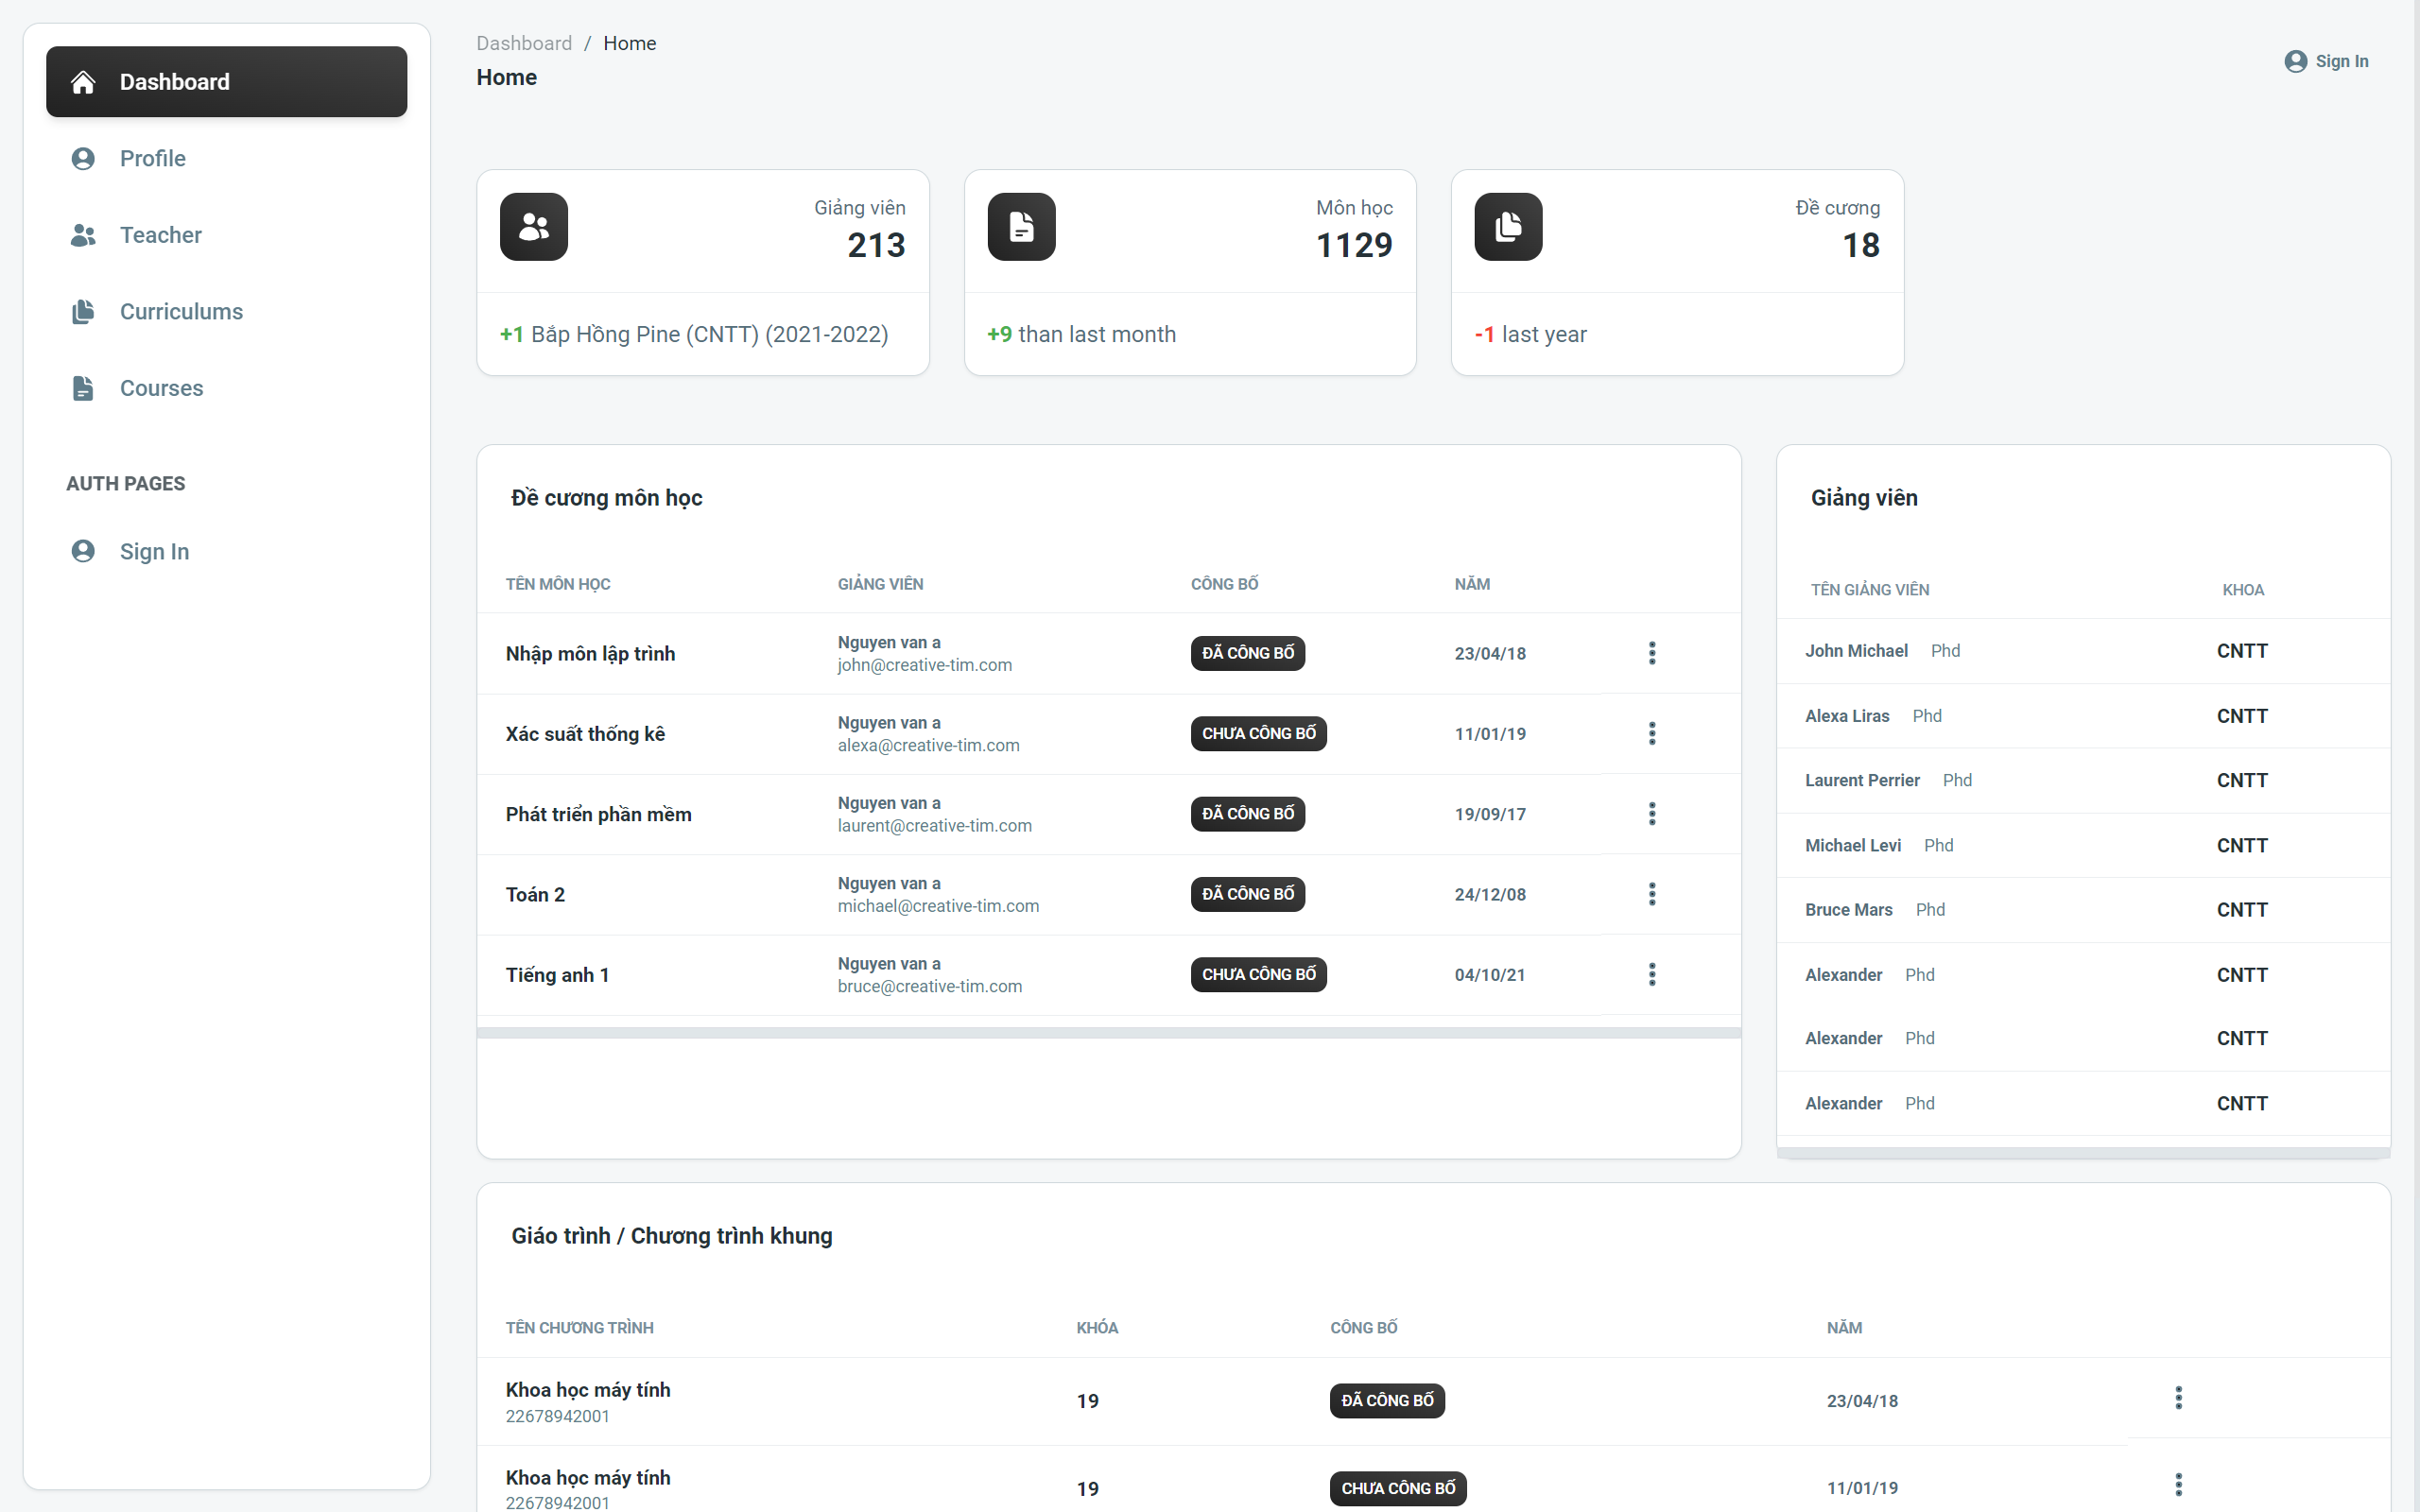 Dashboard
Profile
Teacher
Curriculums
Courses
AUTH PAGES
Sign In
Dashboard / Home
Home
Sign In
Giảng viên
213
+1 Bắp Hồng Pine (CNTT) (2021-2022)
Môn học
1129
+9 than last month
Đề cương
18
-1 last year
Đề cương môn học
TÊN MÔN HỌC GIẢNG VIÊN CÔNG BỐ NĂM
Nhập môn lập trình Nguyen van a ĐÃ CÔNG BỐ 23/04/18
john@creative-tim.com
Xác suất thống kê Nguyen van a CHƯA CÔNG BỐ 11/01/19
alexa@creative-tim.com
Phát triển phần mềm Nguyen van a ĐÃ CÔNG BỐ 19/09/17
laurent@creative-tim.com
Toán 2 Nguyen van a ĐÃ CÔNG BỐ 24/12/08
michael@creative-tim.com
Tiếng anh 1 Nguyen van a CHƯA CÔNG BỐ 04/10/21
bruce@creative-tim.com
Giảng viên
TÊN GIẢNG VIÊN KHOA
John Michael Phd CNTT
Alexa Liras Phd CNTT
Laurent Perrier Phd CNTT
Michael Levi Phd CNTT
Bruce Mars Phd CNTT
Alexander Phd CNTT
Alexander Phd CNTT
Alexander Phd CNTT
Giáo trình / Chương trình khung
TÊN CHƯƠNG TRÌNH KHÓA CÔNG BỐ NĂM
Khoa học máy tính 19 ĐÃ CÔNG BỐ 23/04/18
22678942001
Khoa học máy tính 19 CHƯA CÔNG BỐ 11/01/19
22678942001